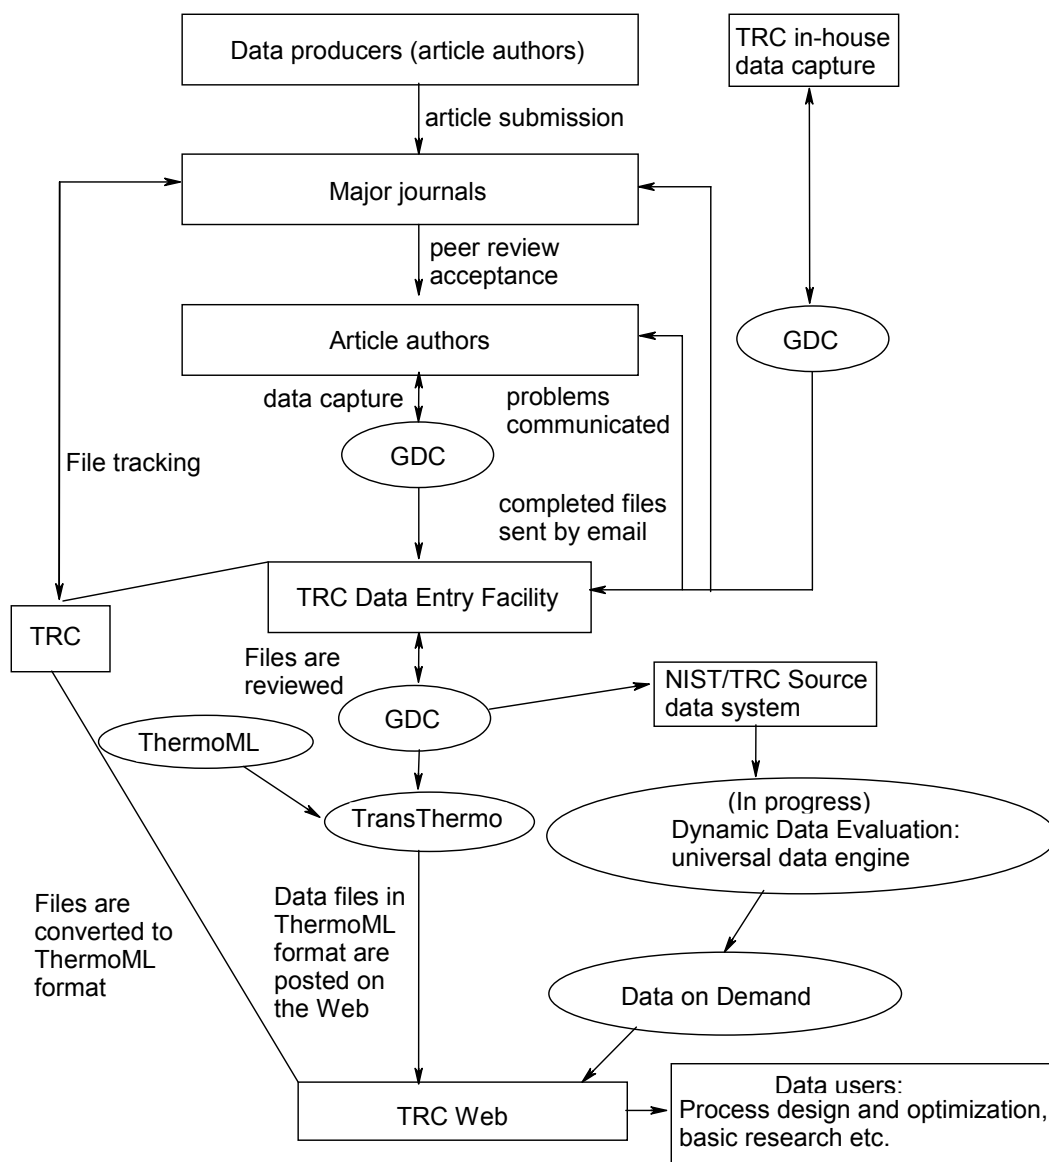 Data producers (article authors)
TRC in-house
data capture
article submission
Major journals
peer review
acceptance
Article authors
GDC
data capture
problems
communicated
GDC
File tracking
completed files
sent by email
TRC Data Entry Facility
TRC
Files are
reviewed
NIST/TRC Source
data system
GDC
ThermoML
TransThermo
(In progress)
Dynamic Data Evaluation:
universal data engine
Files are
converted to
ThermoML
format
Data files in
ThermoML
format are
posted on
the Web
Data on Demand
TRC Web
Data users:
Process design and optimization,
basic research etc.